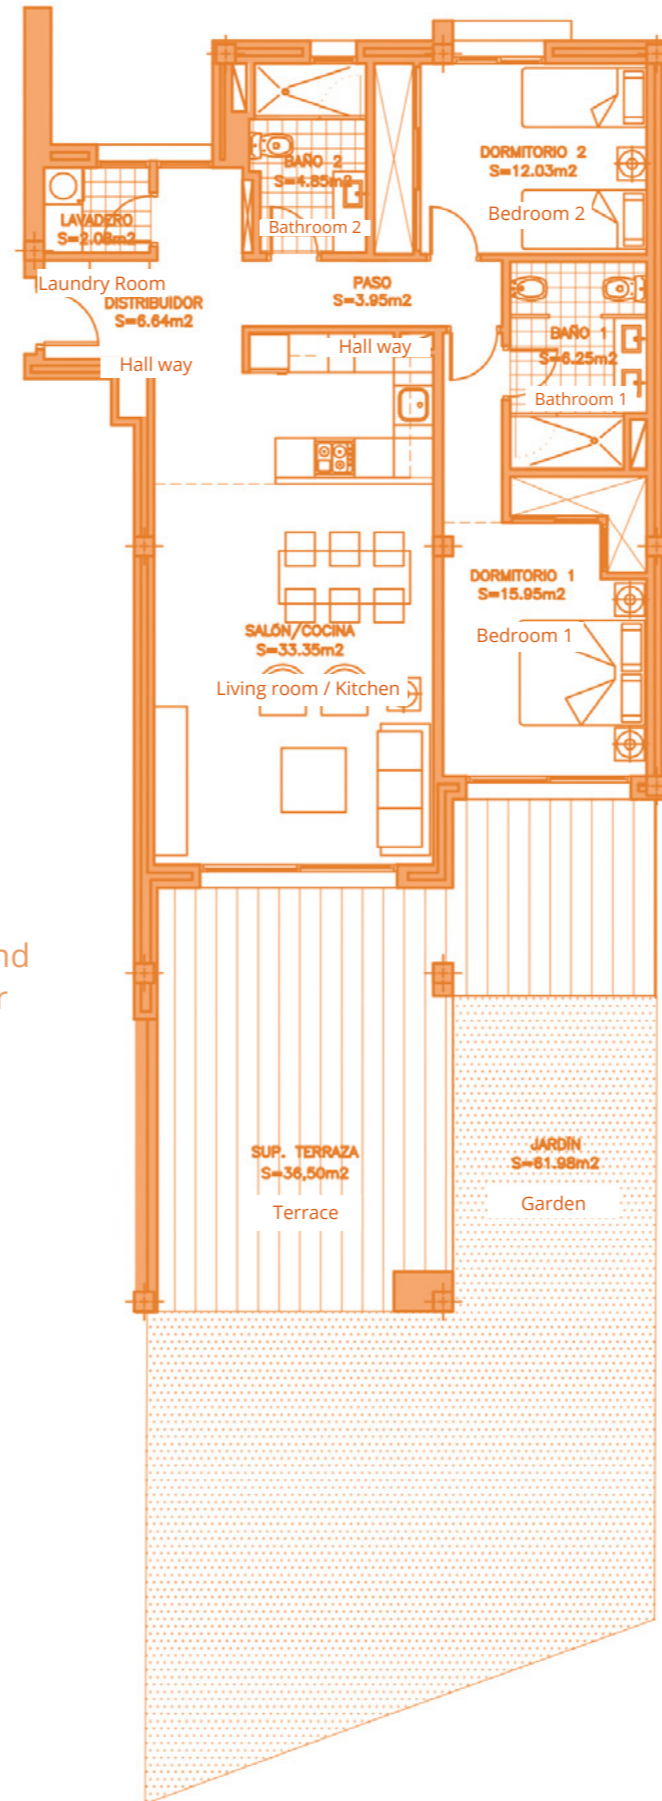 BAÑO 2
S=4.85m2
Bathroom 2
DORMITORIO 2
S=12.03m2
Bedroom 2
LAVADERO
S=2.08m2
Laundry Room
DISTRIBUIDOR
S=6.64m2
Hall way
PASO
S=3.95m2
Hall way
BAÑO 1
S=6.25m2
Bathroom 1
DORMITORIO 1
S=15.95m2
Bedroom 1
SALÓN/COCINA
S=33.35m2
Living room / Kitchen
nd
r
SUP. TERRAZA
S=36,50m2
Terrace
JARDÍN
S=61.98m2
Garden